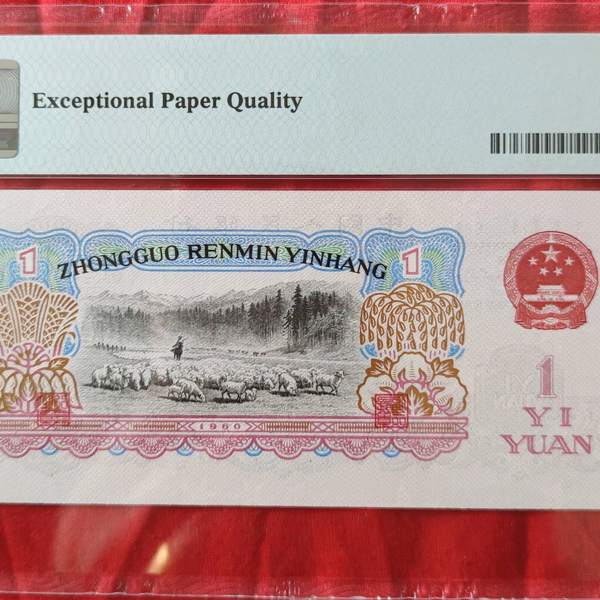 Exceptional Paper Quality
1
ZHONGGUO RENMIN YINHANG
1
1960
1
YI
YUAN